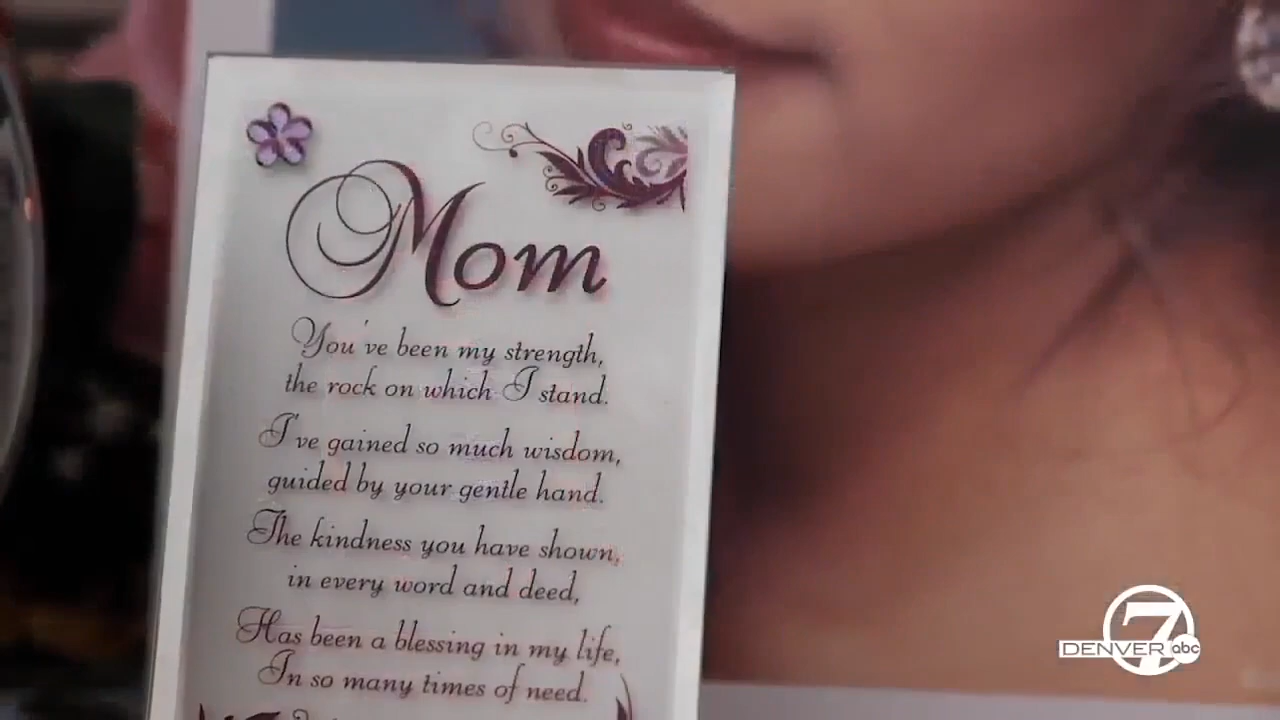 Mom
You've been my strength,
the rock on which I stand.
I've gained so much wisdom,
guided by your gentle hand.
The kindness you have shown,
in every word and deed,
Has been a blessing in my life,
In so many times of need.
DENVER 7 abc